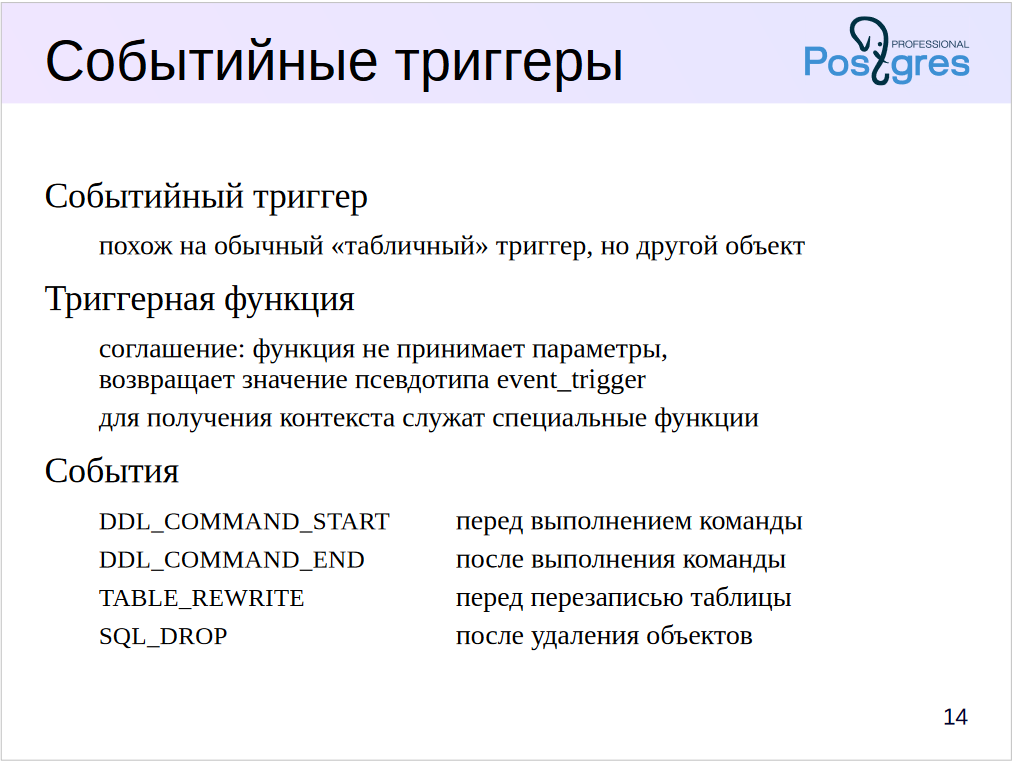 Событийные триггеры
PROFESSIONAL
Postgres
Событийный триггер
похож на обычный «табличный» триггер, но другой объект
Триггерная функция
соглашение: функция не принимает параметры,
возвращает значение псевдотипа event_trigger
для получения контекста служат специальные функции
События
DDL_COMMAND_START перед выполнением команды
DDL_COMMAND_END после выполнения команды
TABLE_REWRITE перед перезаписью таблицы
SQL_DROP после удаления объектов
14